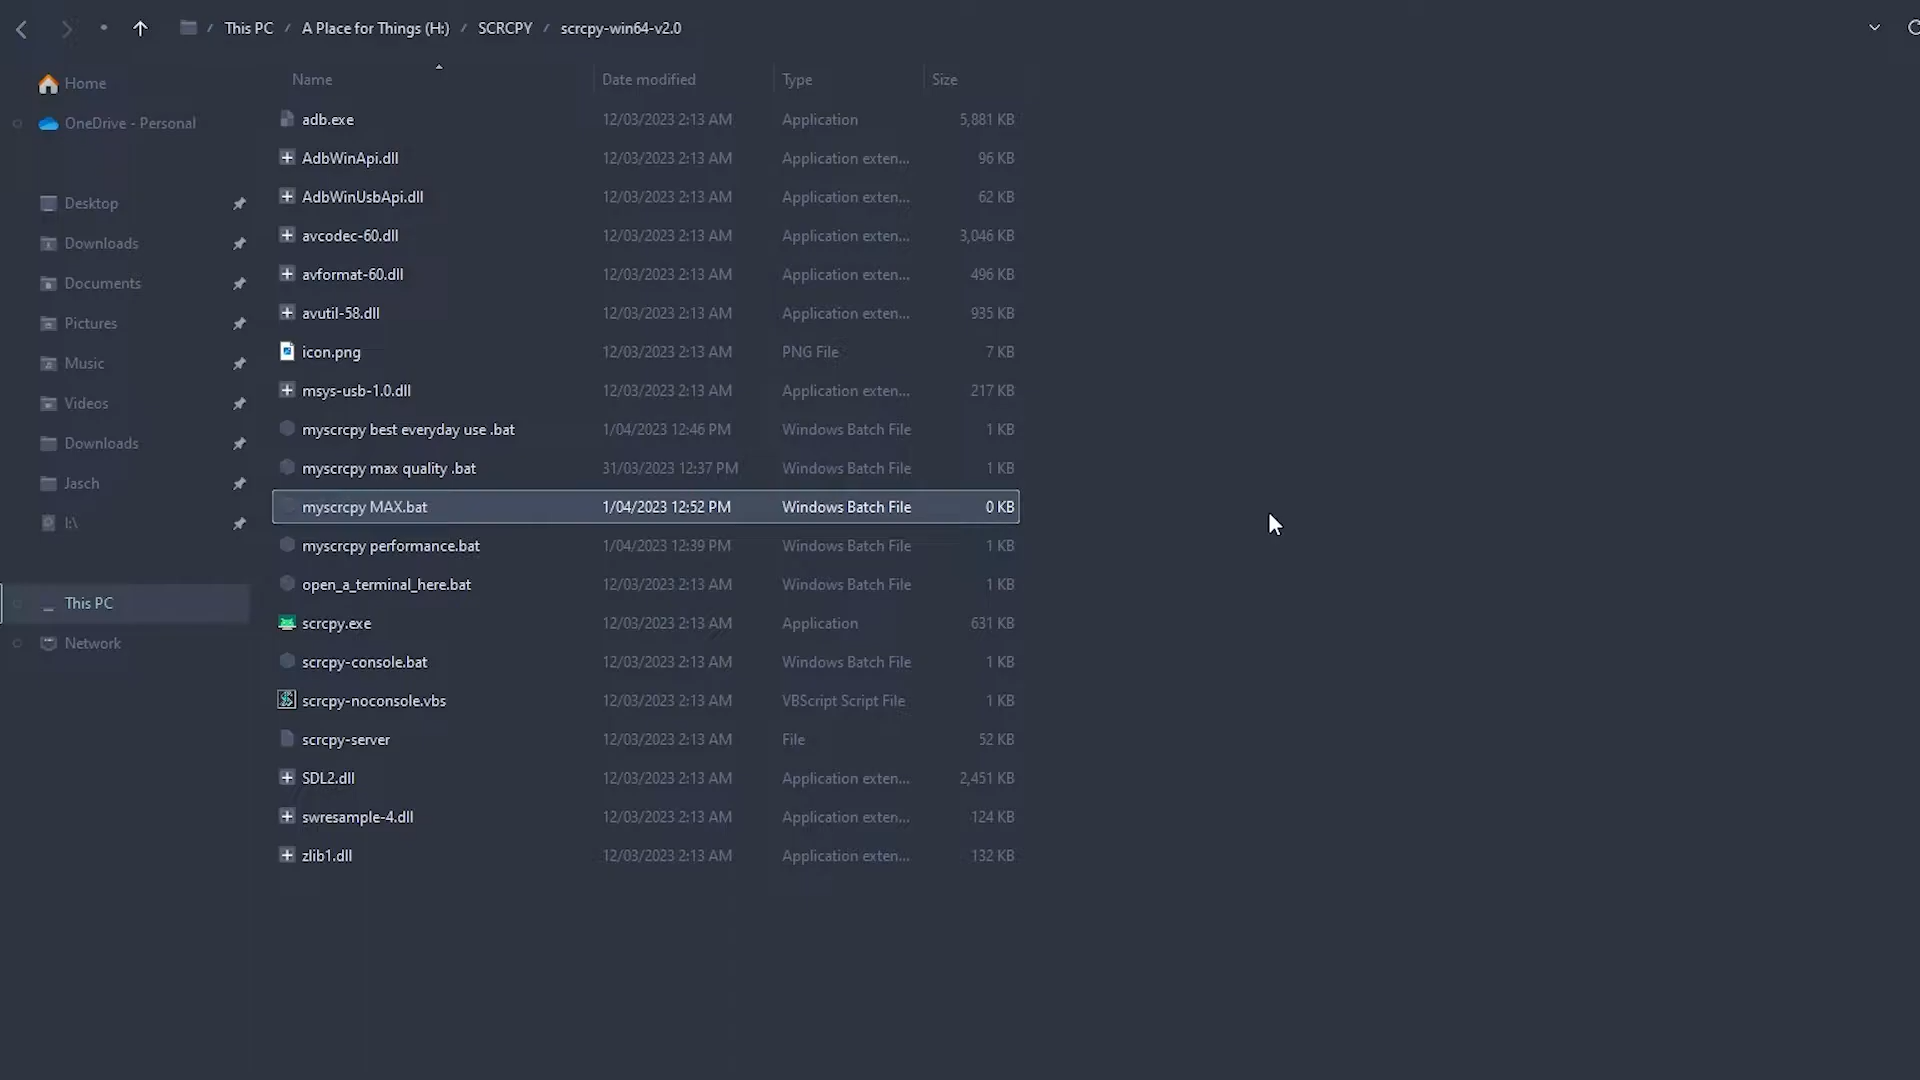 / This PC / A Place for Things (H:) / SCRCPY / scrcpy-win64-v2.0
Home
OneDrive - Personal
Desktop
Downloads
Documents
Pictures
Music
Videos
Downloads
Jasch
I:\
This PC
Network
Name Date modified Type Size
adb.exe 12/03/2023 2:13 AM Application 5,881 KB
AdbWinApi.dll 12/03/2023 2:13 AM Application exten... 96 KB
AdbWinUsbApi.dll 12/03/2023 2:13 AM Application exten... 62 KB
avcodec-60.dll 12/03/2023 2:13 AM Application exten... 3,046 KB
avformat-60.dll 12/03/2023 2:13 AM Application exten... 496 KB
avutil-58.dll 12/03/2023 2:13 AM Application exten... 935 KB
icon.png 12/03/2023 2:13 AM PNG File 7 KB
msys-usb-1.0.dll 12/03/2023 2:13 AM Application exten... 217 KB
myscrcpy best everyday use .bat 1/04/2023 12:46 PM Windows Batch File 1 KB
myscrcpy max quality .bat 31/03/2023 12:37 PM Windows Batch File 1 KB
myscrcpy MAX.bat 1/04/2023 12:52 PM Windows Batch File 0 KB
myscrcpy performance.bat 1/04/2023 12:39 PM Windows Batch File 1 KB
open_a_terminal_here.bat 12/03/2023 2:13 AM Windows Batch File 1 KB
scrcpy.exe 12/03/2023 2:13 AM Application 631 KB
scrcpy-console.bat 12/03/2023 2:13 AM Windows Batch File 1 KB
scrcpy-noconsole.vbs 12/03/2023 2:13 AM VBScript Script File 1 KB
scrcpy-server 12/03/2023 2:13 AM File 52 KB
SDL2.dll 12/03/2023 2:13 AM Application exten... 2,451 KB
swresample-4.dll 12/03/2023 2:13 AM Application exten... 124 KB
zlib1.dll 12/03/2023 2:13 AM Application exten... 132 KB